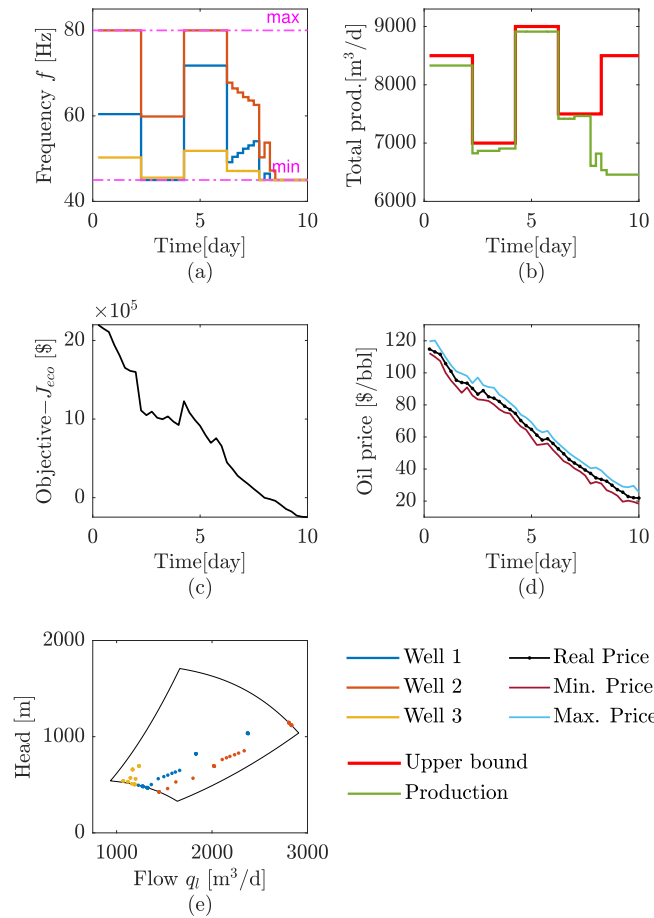 80
60
40
Frequency f [Hz]
max
min
0
5
10
Time[day]
(a)
9000
8000
7000
6000
Total prod.[m³/d]
0
5
10
Time[day]
(b)
×10⁵
20
10
0
Objective−J_eco [$]
0
5
10
Time[day]
(c)
120
100
80
60
40
20
Oil price [$/bbl]
0
5
10
Time[day]
(d)
2000
1000
0
Head [m]
1000
2000
3000
Flow q_l [m³/d]
(e)
Well 1
Well 2
Well 3
Real Price
Min. Price
Max. Price
Upper bound
Production